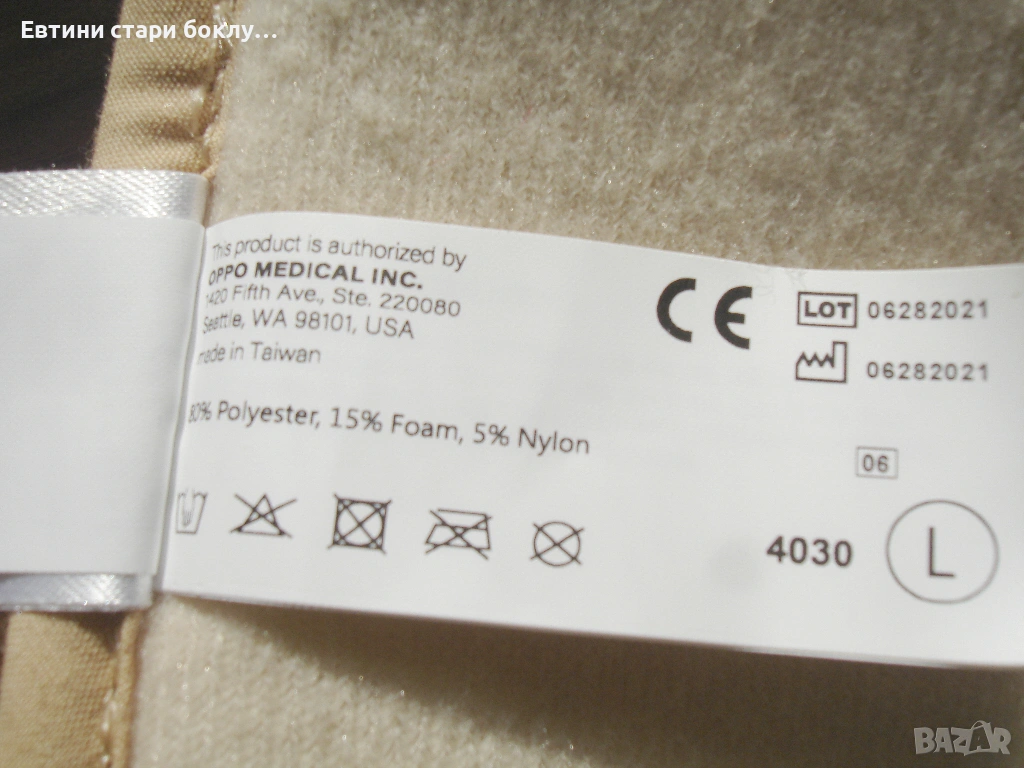 Евтини стари боклу...
This product is authorized by
OPPO MEDICAL INC.
1420 Fifth Ave., Ste. 220080
Seattle, WA 98101, USA
made in Taiwan
80% Polyester, 15% Foam, 5% Nylon
CE
LOT 06282021
06282021
06
4030 L
BAZAR